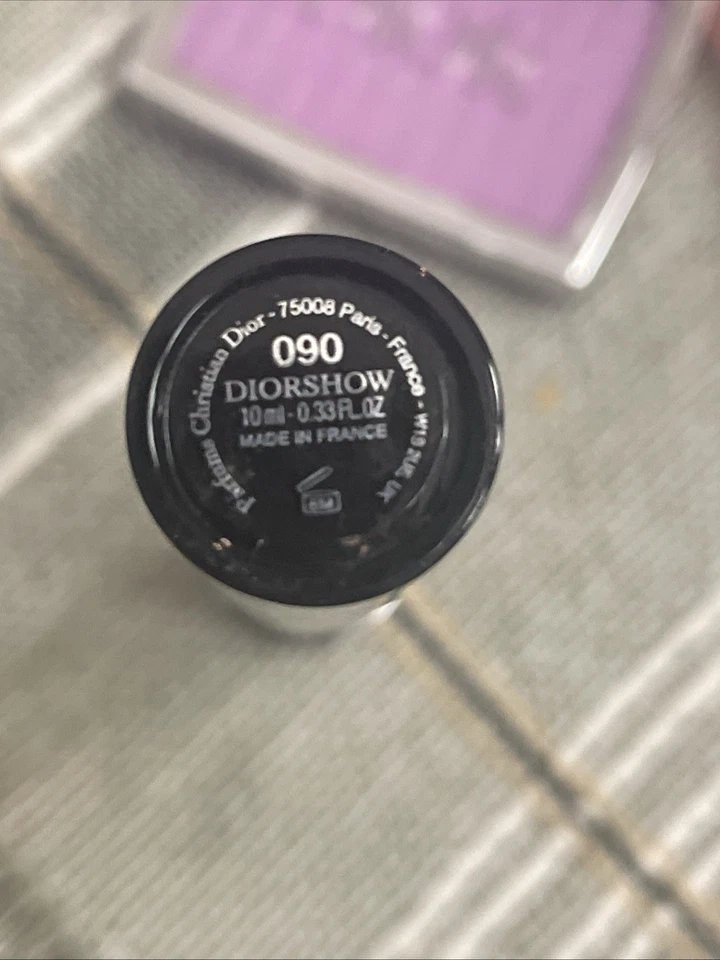 Parfums Christian Dior - 75008 Paris - France - W1S 2UE, UK
090
DIORSHOW
10 ml - 0.33 FL.OZ
MADE IN FRANCE
6M